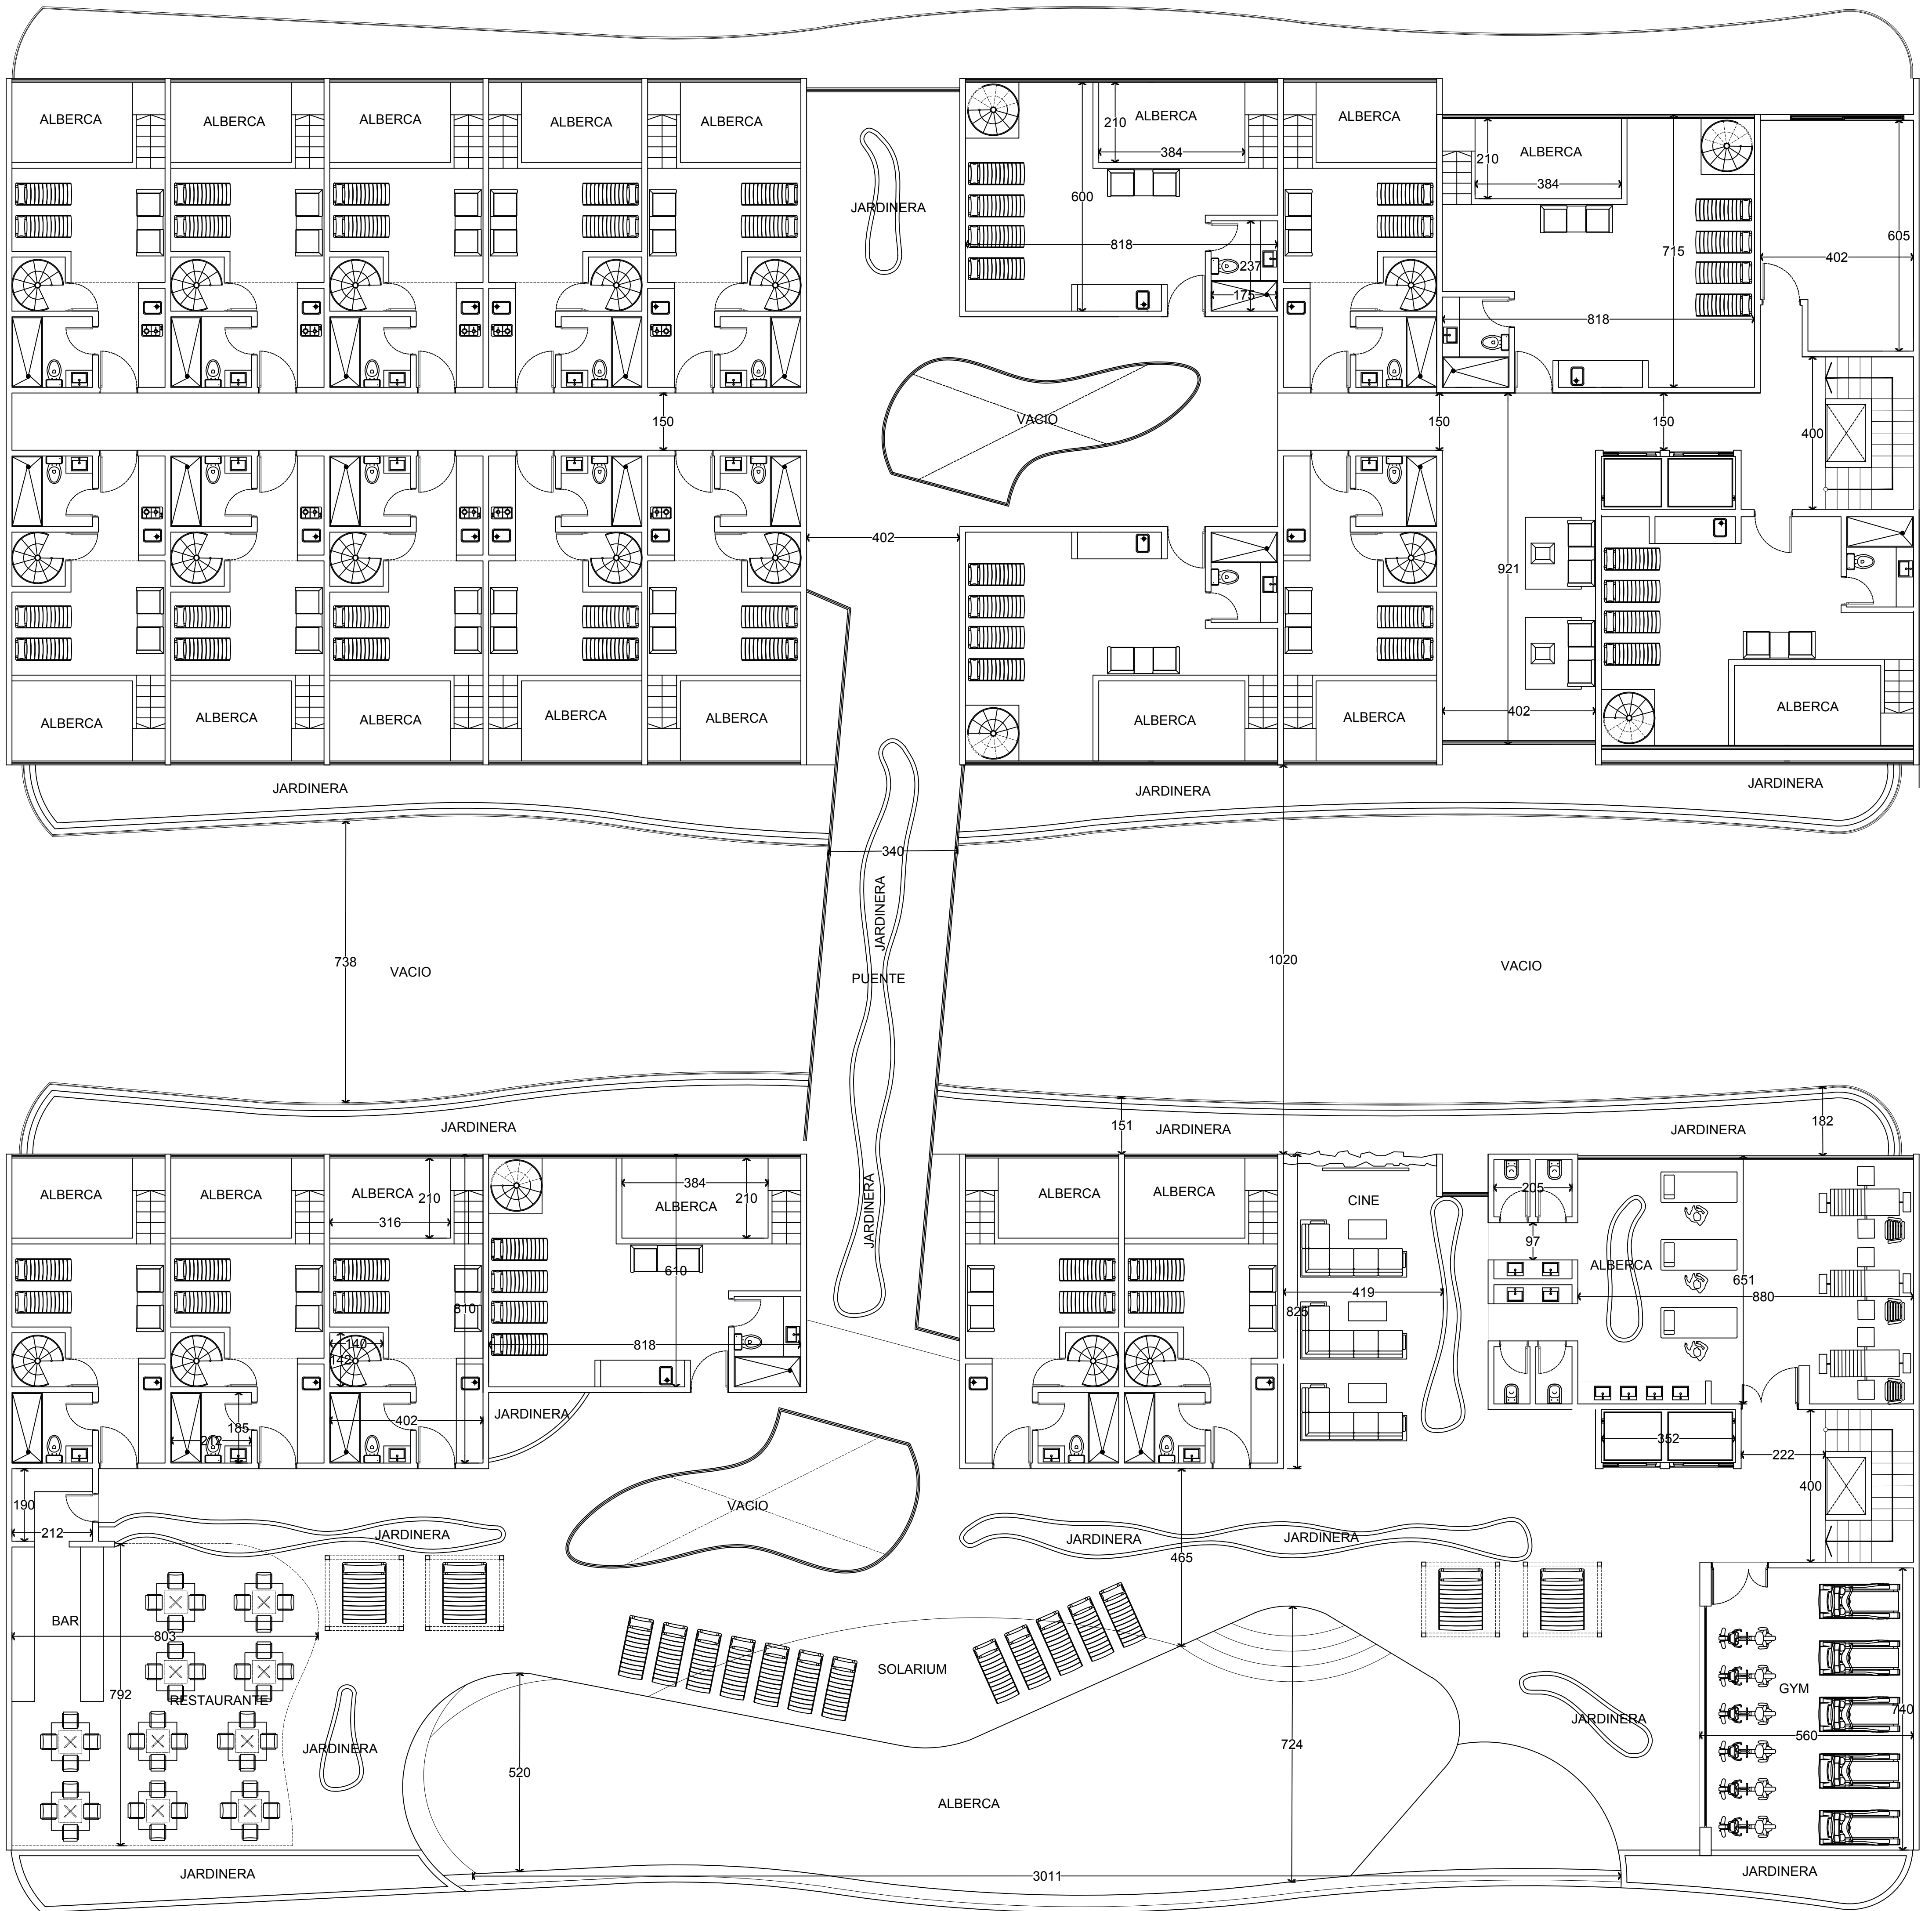 ALBERCA
ALBERCA
ALBERCA
ALBERCA
ALBERCA
210
ALBERCA
384
ALBERCA
210
ALBERCA
384
JARDINERA
600
818
237
175
715
818
402
605
VACIO
150
150
150
400
402
921
402
ALBERCA
ALBERCA
ALBERCA
ALBERCA
ALBERCA
ALBERCA
ALBERCA
ALBERCA
JARDINERA
JARDINERA
JARDINERA
340
JARDINERA
738
VACIO
PUENTE
1020
VACIO
JARDINERA
151
JARDINERA
JARDINERA
182
ALBERCA
ALBERCA
ALBERCA
210
316
384
210
ALBERCA
610
810
818
140
142
402
185
212
JARDINERA
JARDINERA
ALBERCA
ALBERCA
CINE
419
825
205
97
ALBERCA
651
880
352
222
400
190
212
JARDINERA
VACIO
JARDINERA
JARDINERA
465
BAR
803
792
RESTAURANTE
JARDINERA
SOLARIUM
520
724
ALBERCA
JARDINERA
GYM
560
740
JARDINERA
3011
JARDINERA